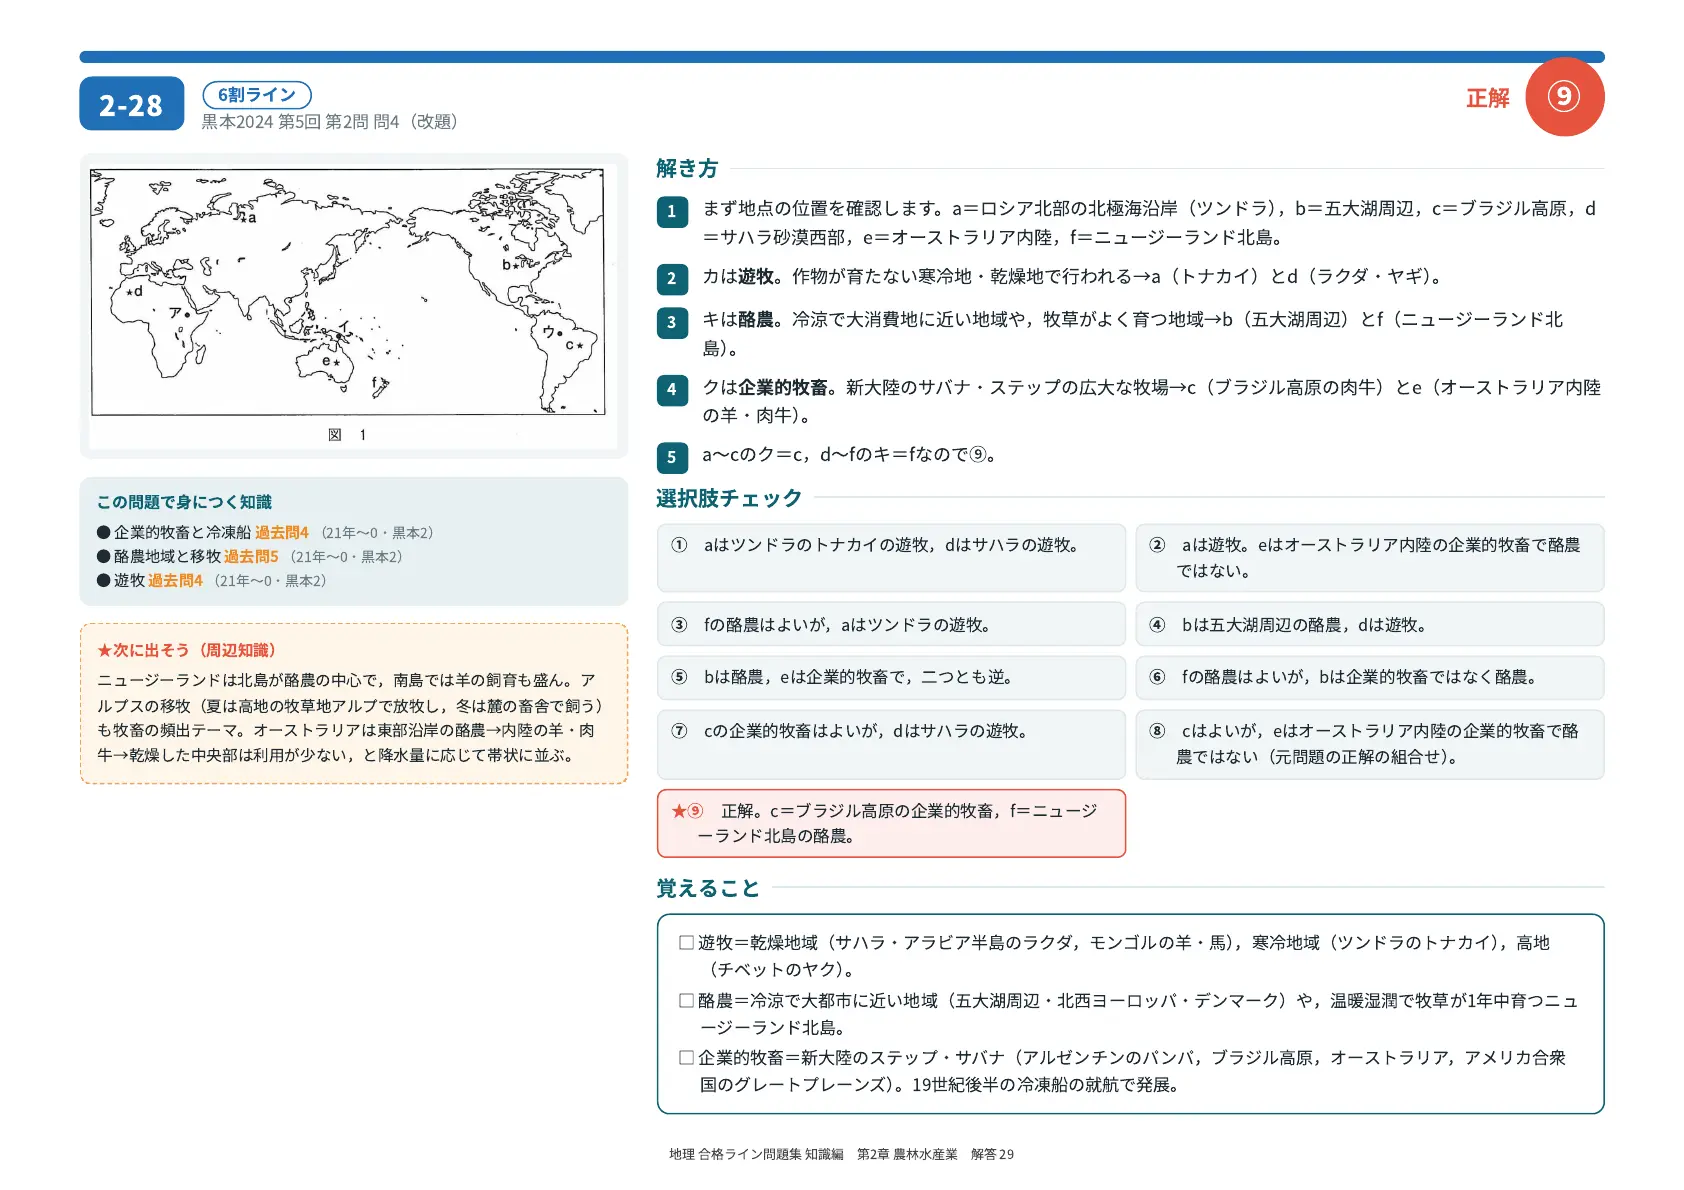 2-28
6割ライン
黒本2024 第5回 第2問 問4（改題）
正解 ⑨
a
b
d
ア
イ
ウ
c
e
f
図 1
この問題で身につく知識
● 企業的牧畜と冷凍船 過去問4 （21年〜0・黒本2）
● 酪農地域と移牧 過去問5 （21年〜0・黒本2）
● 遊牧 過去問4 （21年〜0・黒本2）
★次に出そう（周辺知識）
ニュージーランドは北島が酪農の中心で，南島では羊の飼育も盛ん。ア
ルプスの移牧（夏は高地の牧草地アルプで放牧し，冬は麓の畜舎で飼う）
も牧畜の頻出テーマ。オーストラリアは東部沿岸の酪農→内陸の羊・肉
牛→乾燥した中央部は利用が少ない，と降水量に応じて帯状に並ぶ。
解き方
1 まず地点の位置を確認します。a＝ロシア北部の北極海沿岸（ツンドラ），b＝五大湖周辺，c＝ブラジル高原，d
＝サハラ砂漠西部，e＝オーストラリア内陸，f＝ニュージーランド北島。
2 カは遊牧。作物が育たない寒冷地・乾燥地で行われる→a（トナカイ）とd（ラクダ・ヤギ）。
3 キは酪農。冷涼で大消費地に近い地域や，牧草がよく育つ地域→b（五大湖周辺）とf（ニュージーランド北
島）。
4 クは企業的牧畜。新大陸のサバナ・ステップの広大な牧場→c（ブラジル高原の肉牛）とe（オーストラリア内陸
の羊・肉牛）。
5 a〜cのク＝c，d〜fのキ＝fなので⑨。
選択肢チェック
① aはツンドラのトナカイの遊牧，dはサハラの遊牧。
② aは遊牧。eはオーストラリア内陸の企業的牧畜で酪農
ではない。
③ fの酪農はよいが，aはツンドラの遊牧。
④ bは五大湖周辺の酪農，dは遊牧。
⑤ bは酪農，eは企業的牧畜で，二つとも逆。
⑥ fの酪農はよいが，bは企業的牧畜ではなく酪農。
⑦ cの企業的牧畜はよいが，dはサハラの遊牧。
⑧ cはよいが，eはオーストラリア内陸の企業的牧畜で酪
農ではない（元問題の正解の組合せ）。
★⑨ 正解。c＝ブラジル高原の企業的牧畜，f＝ニュージ
ーランド北島の酪農。
覚えること
□ 遊牧＝乾燥地域（サハラ・アラビア半島のラクダ，モンゴルの羊・馬），寒冷地域（ツンドラのトナカイ），高地
（チベットのヤク）。
□ 酪農＝冷涼で大都市に近い地域（五大湖周辺・北西ヨーロッパ・デンマーク）や，温暖湿潤で牧草が1年中育つニュ
ージーランド北島。
□ 企業的牧畜＝新大陸のステップ・サバナ（アルゼンチンのパンパ，ブラジル高原，オーストラリア，アメリカ合衆
国のグレートプレーンズ）。19世紀後半の冷凍船の就航で発展。
地理 合格ライン問題集 知識編 第2章 農林水産業 解答 29